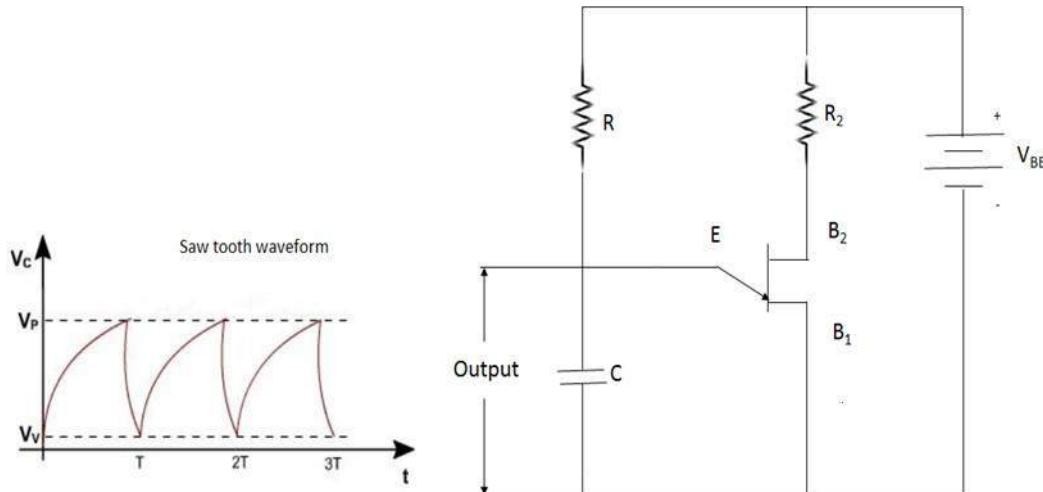 Saw tooth waveform
Vc
VP
VV
T
2T
3T
t
R
R2
+
VBB
-
E
B2
B1
Output
C